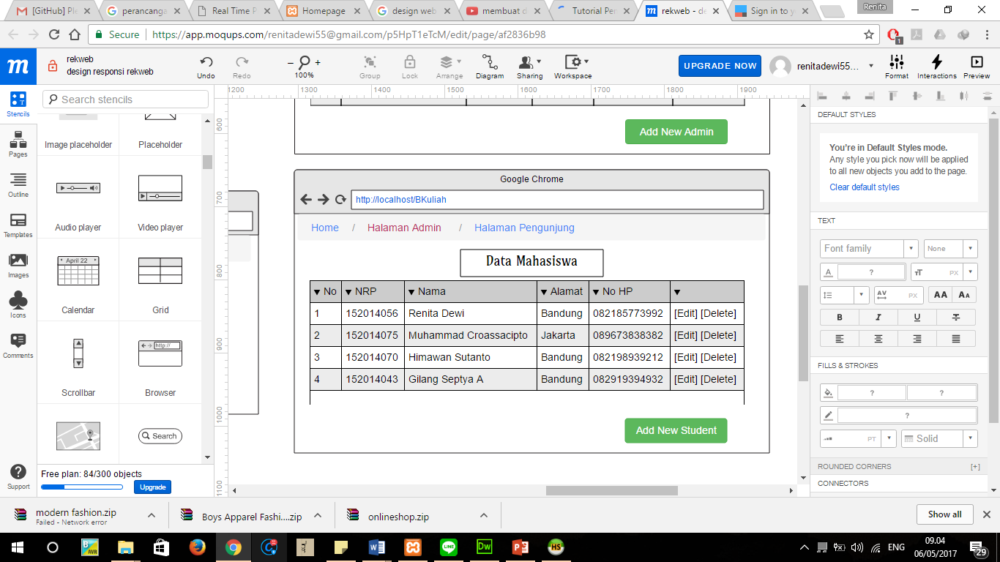 [GitHub] Ple
perancanga
Real Time P
Homepage
design web
membuat d
Tutorial Per
rekweb - de
Sign in to y
Renita
Secure
https://app.moqups.com/renitadewi55@gmail.com/p5HpT1eTcM/edit/page/af2836b98
1
m
rekweb
design responsi rekweb
Undo
Redo
100%
Group
Lock
Arrange
Diagram
Sharing
Workspace
UPGRADE NOW
renitadewi55...
Format
Interactions
Preview
Stencils
Pages
Outline
Templates
Images
Icons
Comments
Support
Search stencils
Image placeholder
Placeholder
Audio player
Video player
April 22
Calendar
Grid
http://
Scrollbar
Browser
Search
Free plan: 84/300 objects
Upgrade
1200 1300 1400 1500 1600 1700 1800 1900
600
700
800
900
1000
1100
Add New Admin
Google Chrome
http://localhost/BKuliah
Home / Halaman Admin / Halaman Pengunjung
Data Mahasiswa
▼ No ▼ NRP ▼ Nama ▼ Alamat ▼ No HP ▼
1 152014056 Renita Dewi Bandung 082185773992 [Edit] [Delete]
2 152014075 Muhammad Croassacipto Jakarta 089673838382 [Edit] [Delete]
3 152014070 Himawan Sutanto Bandung 082198939212 [Edit] [Delete]
4 152014043 Gilang Septya A Bandung 082919394932 [Edit] [Delete]
Add New Student
DEFAULT STYLES
You're in Default Styles mode.
Any style you pick now will be applied
to all new objects you add to the page.
Clear default styles
TEXT
Font family
None
A ?
TT PX
AV PX
AA AA
B I U T
FILLS & STROKES
? ?
?
PT
Solid
ROUNDED CORNERS [+]
CONNECTORS
modern fashion.zip
Failed - Network error
Boys Apparel Fashi....zip
onlineshop.zip
Show all
B AVR
W
Dw
P
HS
LINE
ENG
09.04
06/05/2017
29